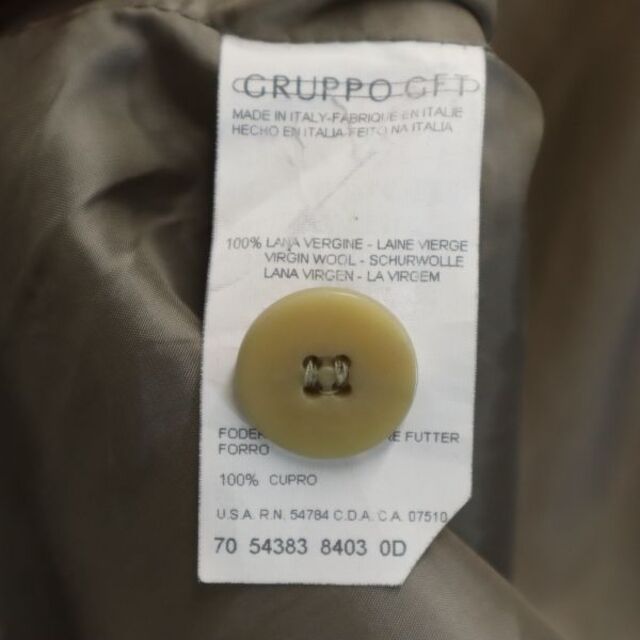 GRUPPO GFT
MADE IN ITALY-FABRIQUE EN ITALIE
HECHO EN ITALIA FEITO NA ITALIA
100% LANA VERGINE - LAINE VIERGE
VIRGIN WOOL - SCHURWOLLE
LANA VIRGEN - LA VIRGEM
FUTTER
FORRO
100% CUPRO
U.S.A. R.N. 54784 C.D.A. C.A. 07510
70 54383 8403 0D